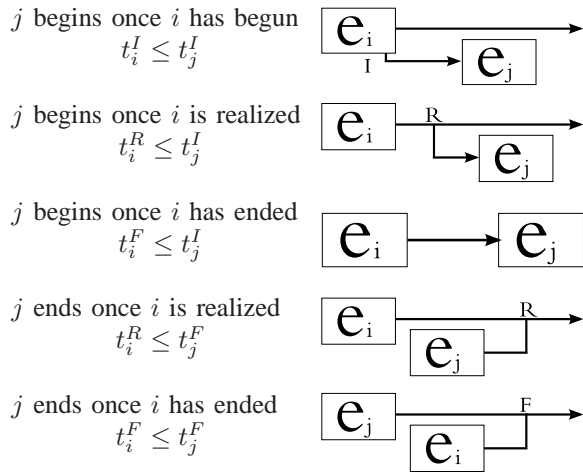 j begins once i has begun
t_i^I ≤ t_j^I
e_i
I
e_j
j begins once i is realized
t_i^R ≤ t_j^I
e_i
R
e_j
j begins once i has ended
t_i^F ≤ t_j^I
e_i
e_j
j ends once i is realized
t_i^R ≤ t_j^F
e_i
R
e_j
j ends once i has ended
t_i^F ≤ t_j^F
e_j
F
e_i